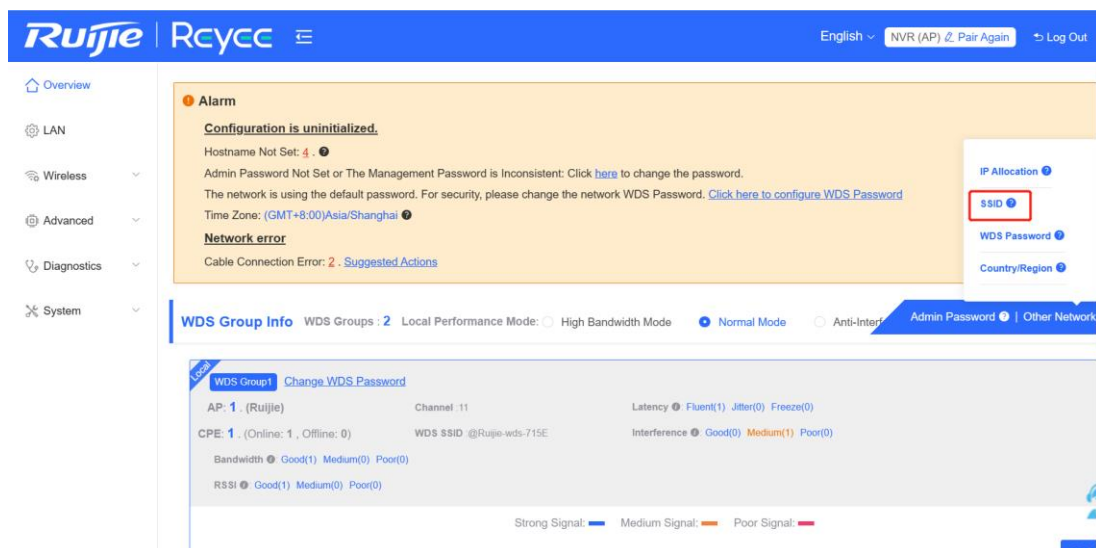 Ruijie | Reyee
English NVR (AP) Pair Again Log Out
Overview
LAN
Wireless
Advanced
Diagnostics
System
Alarm
Configuration is uninitialized.
Hostname Not Set: 4 .
Admin Password Not Set or The Management Password is Inconsistent: Click here to change the password.
The network is using the default password. For security, please change the network WDS Password. Click here to configure WDS Password
Time Zone: (GMT+8:00)Asia/Shanghai
Network error
Cable Connection Error: 2 . Suggested Actions
IP Allocation
SSID
WDS Password
Country/Region
Admin Password | Other Network
WDS Group Info WDS Groups : 2 Local Performance Mode: High Bandwidth Mode Normal Mode Anti-Interf
Local
WDS Group1 Change WDS Password
AP: 1 . (Ruijie) Channel :11 Latency : Fluent(1) Jitter(0) Freeze(0)
CPE: 1 . (Online: 1 , Offline: 0) WDS SSID :@Ruijie-wds-715E Interference : Good(0) Medium(1) Poor(0)
Bandwidth : Good(1) Medium(0) Poor(0)
RSSI : Good(1) Medium(0) Poor(0)
Strong Signal: Medium Signal: Poor Signal: